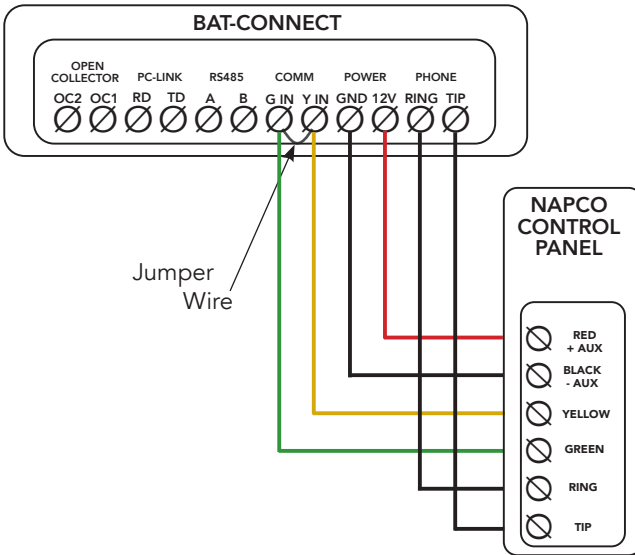 BAT-CONNECT
OPEN
COLLECTOR PC-LINK RS485 COMM POWER PHONE
OC2 OC1 RD TD A B G IN Y IN GND 12V RING TIP
Jumper
Wire
NAPCO
CONTROL
PANEL
RED
+ AUX
BLACK
- AUX
YELLOW
GREEN
RING
TIP